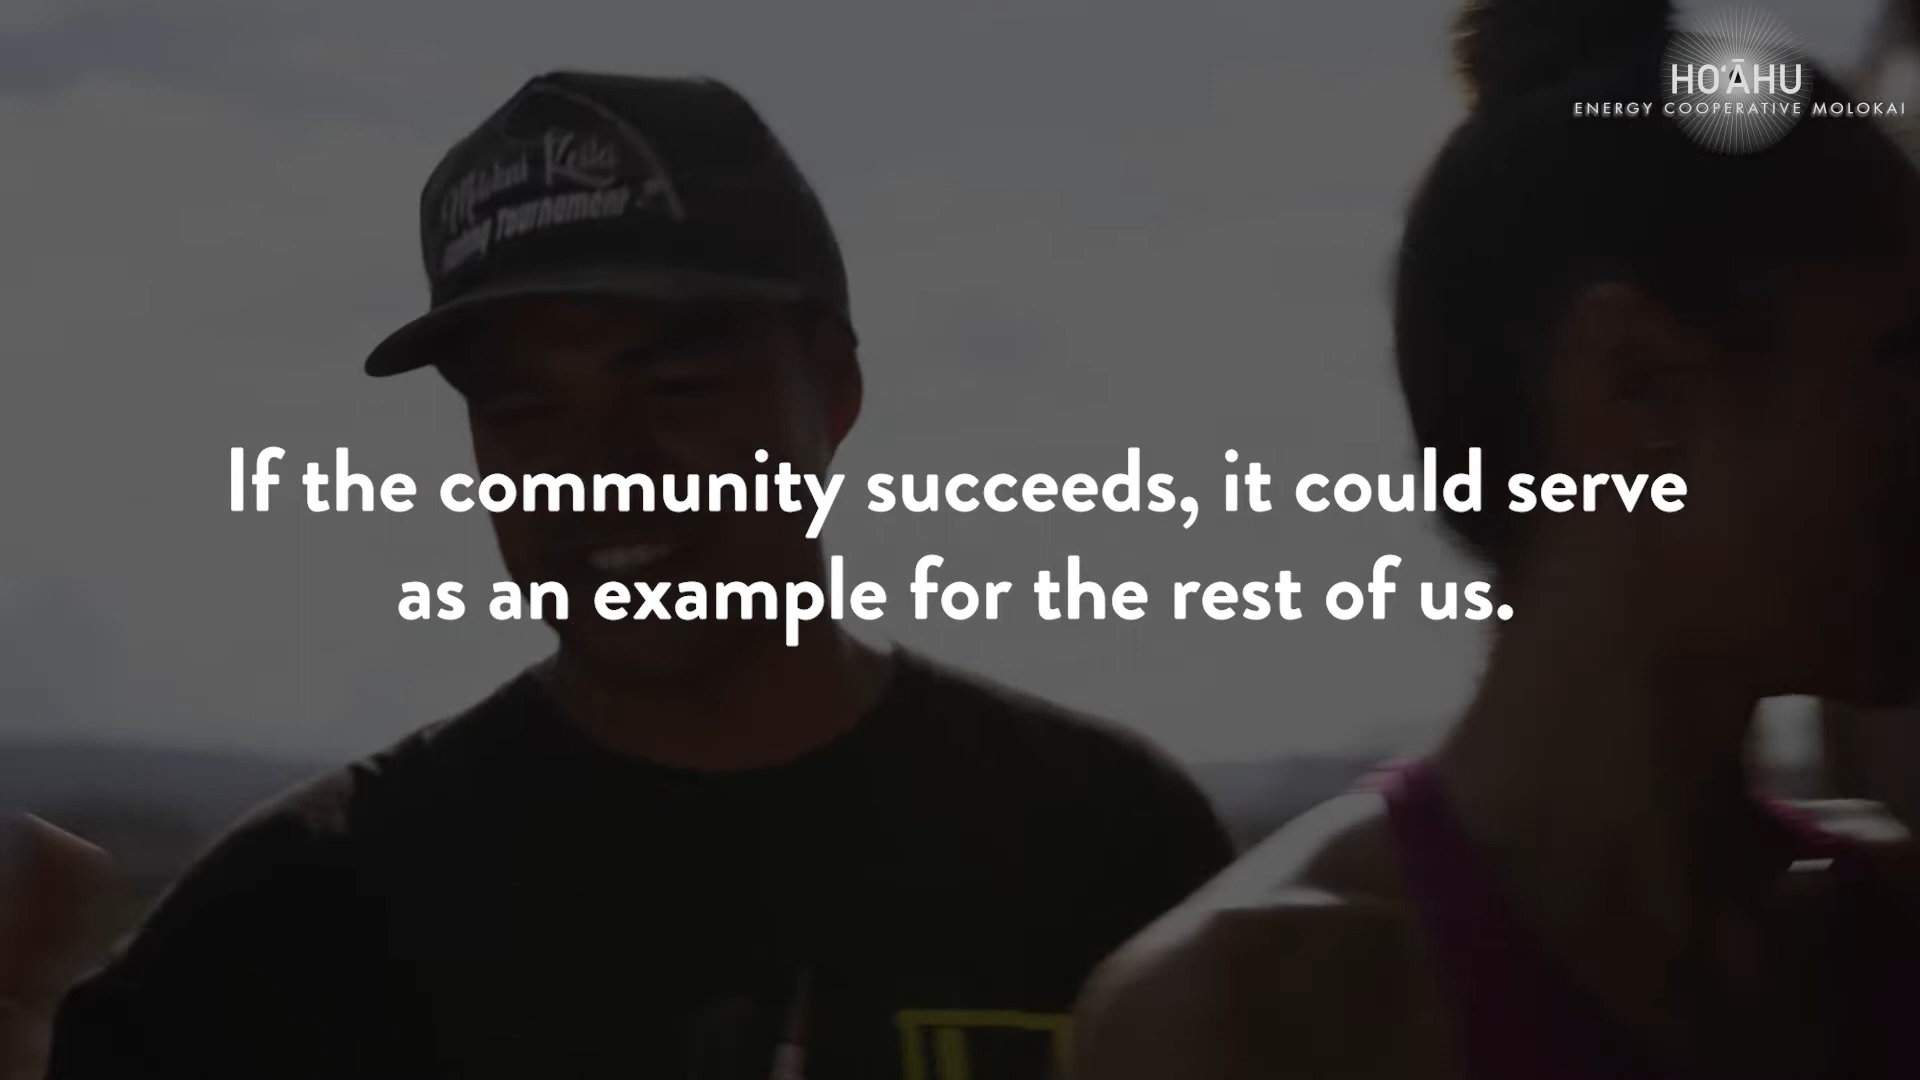 HOʻĀHU
ENERGY COOPERATIVE MOLOKAI
Tournament
If the community succeeds, it could serve
as an example for the rest of us.